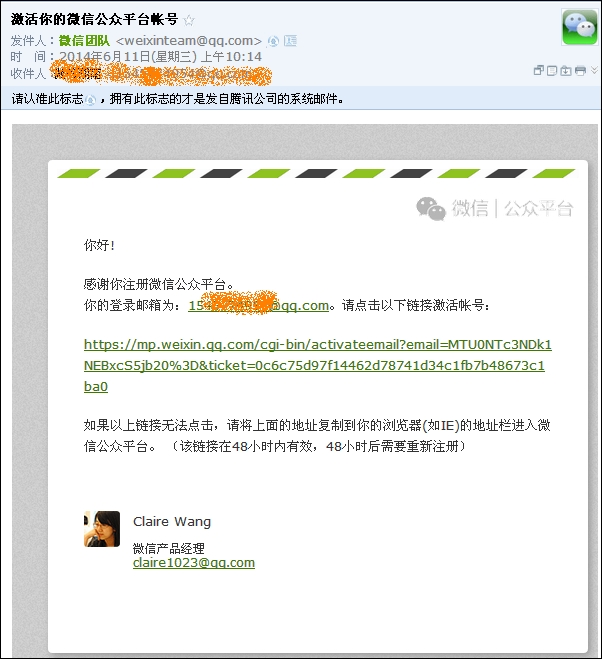 激活你的微信公众平台帐号
发件人：微信团队 <weixinteam@qq.com>
时　间：2014年6月11日(星期三) 上午10:14
收件人
请认准此标志，拥有此标志的才是发自腾讯公司的系统邮件。
微信 | 公众平台
你好！
感谢你注册微信公众平台。
你的登录邮箱为：15 @qq.com。请点击以下链接激活帐号：
https://mp.weixin.qq.com/cgi-bin/activateemail?email=MTU0NTc3NDk1
NEBxcS5jb20%3D&ticket=0c6c75d97f14462d78741d34c1fb7b48673c1
ba0
如果以上链接无法点击，请将上面的地址复制到你的浏览器(如IE)的地址栏进入微
信公众平台。 （该链接在48小时内有效，48小时后需要重新注册）
Claire Wang
微信产品经理
claire1023@qq.com